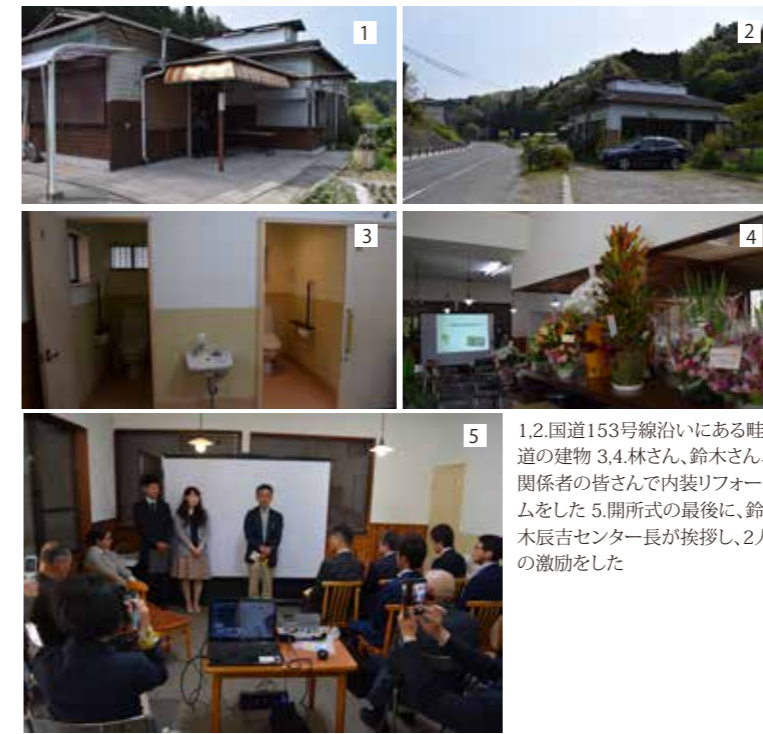 1
2
3
4
5
1,2.国道153号線沿いにある畦
道の建物 3,4.林さん、鈴木さん、
関係者の皆さんで内装リフォー
ムをした 5.開所式の最後に、鈴
木辰吉センター長が挨拶し、2人
の激励をした